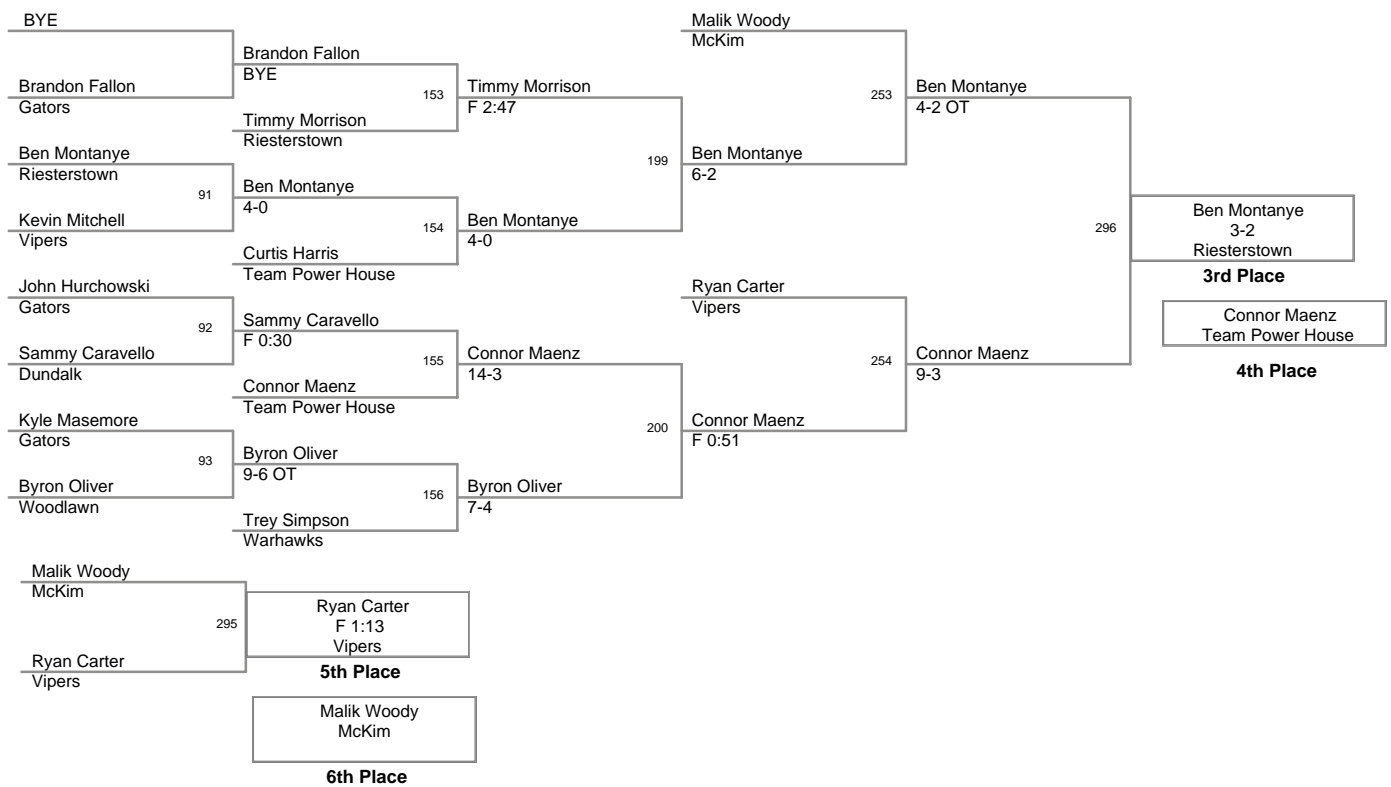 BYE
Brandon Fallon
Gators
Ben Montanye
Riesterstown
91
Kevin Mitchell
Vipers
John Hurchowski
Gators
92
Sammy Caravello
Dundalk
Kyle Masemore
Gators
93
Byron Oliver
Woodlawn
Brandon Fallon
BYE
153
Timmy Morrison
Riesterstown
Ben Montanye
4-0
154
Curtis Harris
Team Power House
Sammy Caravello
F 0:30
155
Connor Maenz
Team Power House
Byron Oliver
9-6 OT
156
Trey Simpson
Warhawks
Timmy Morrison
F 2:47
199
Ben Montanye
4-0
Connor Maenz
14-3
200
Byron Oliver
7-4
Malik Woody
McKim
253
Ben Montanye
6-2
Ryan Carter
Vipers
254
Connor Maenz
F 0:51
Ben Montanye
4-2 OT
296
Connor Maenz
9-3
Ben Montanye
3-2
Riesterstown
3rd Place
Connor Maenz
Team Power House
4th Place
Malik Woody
McKim
295
Ryan Carter
Vipers
Ryan Carter
F 1:13
Vipers
5th Place
Malik Woody
McKim
6th Place